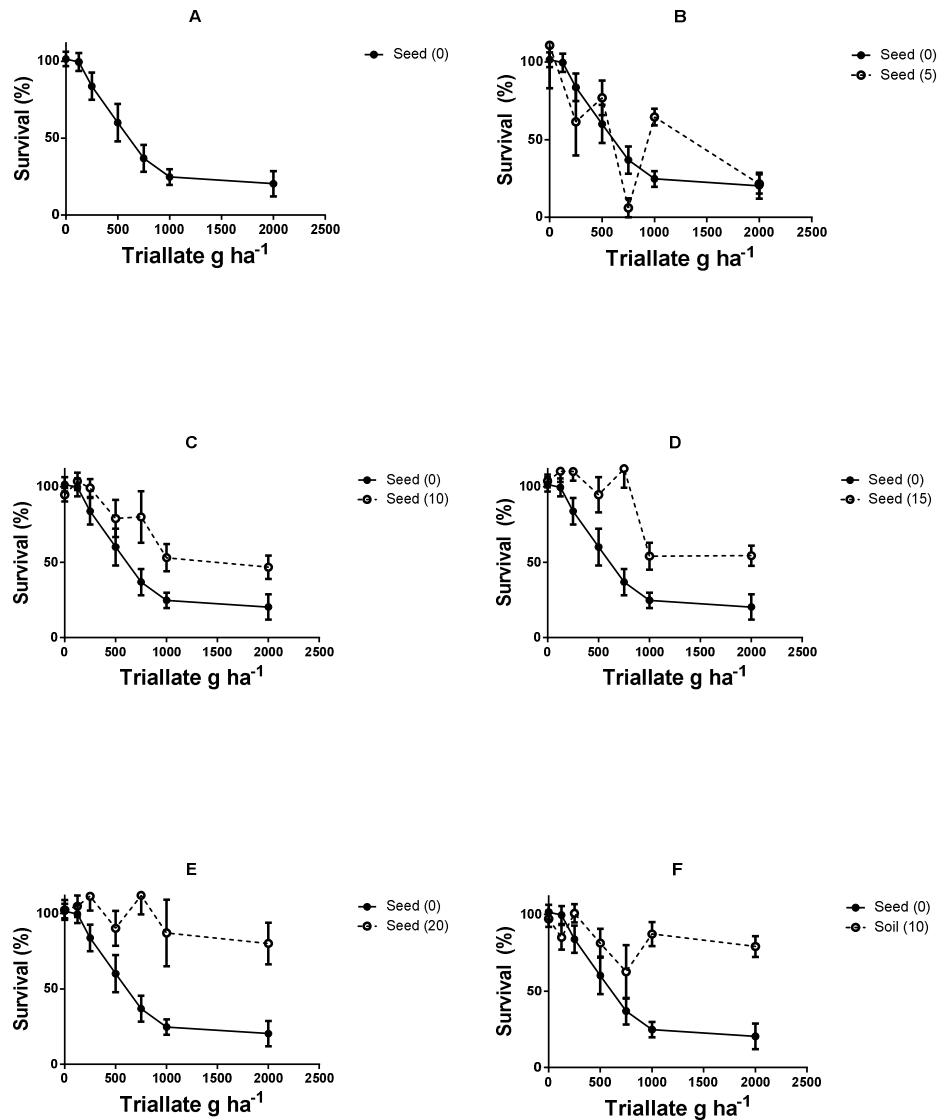 A
Seed (0)
Survival (%)
100
50
0
0 500 1000 1500 2000 2500
Triallate g ha-1
B
Seed (0)
Seed (5)
Survival (%)
100
50
0
0 500 1000 1500 2000 2500
Triallate g ha-1
C
Seed (0)
Seed (10)
Survival (%)
100
50
0
0 500 1000 1500 2000 2500
Triallate g ha-1
D
Seed (0)
Seed (15)
Survival (%)
100
50
0
0 500 1000 1500 2000 2500
Triallate g ha-1
E
Seed (0)
Seed (20)
Survival (%)
100
50
0
0 500 1000 1500 2000 2500
Triallate g ha-1
F
Seed (0)
Soil (10)
Survival (%)
100
50
0
0 500 1000 1500 2000 2500
Triallate g ha-1